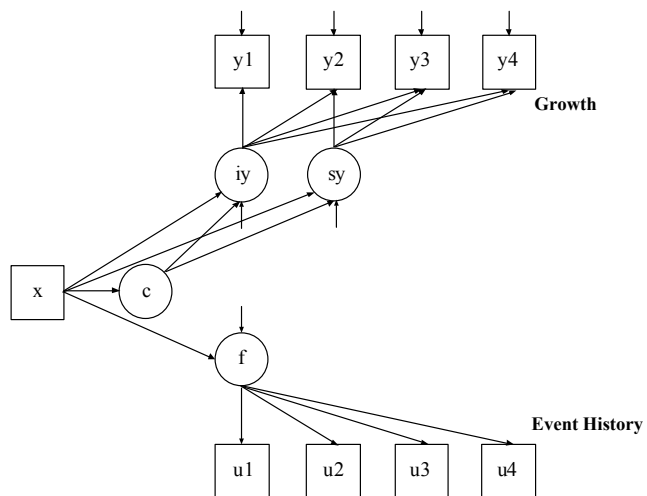 y1 y2 y3 y4
Growth
iy sy
x c
f
Event History
u1 u2 u3 u4